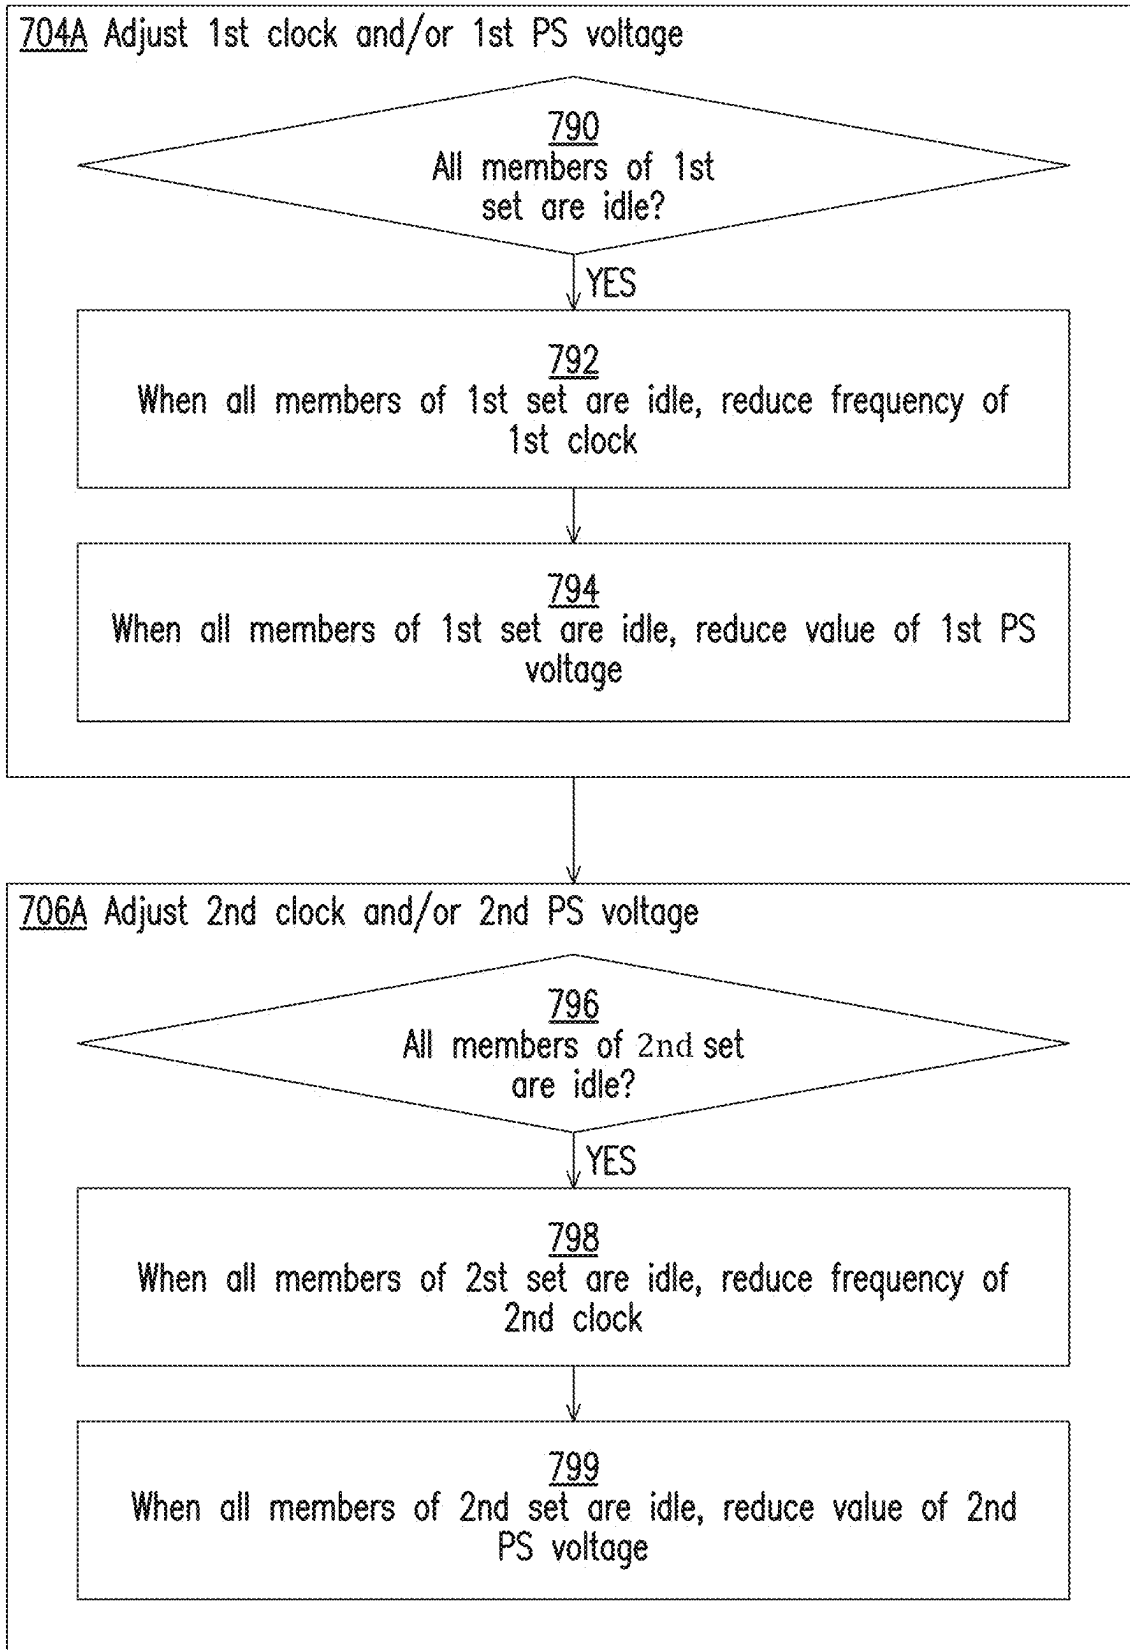 704A Adjust 1st clock and/or 1st PS voltage
790
All members of 1st
set are idle?
YES
792
When all members of 1st set are idle, reduce frequency of
1st clock
794
When all members of 1st set are idle, reduce value of 1st PS
voltage
706A Adjust 2nd clock and/or 2nd PS voltage
796
All members of 2nd set
are idle?
YES
798
When all members of 2st set are idle, reduce frequency of
2nd clock
799
When all members of 2nd set are idle, reduce value of 2nd
PS voltage